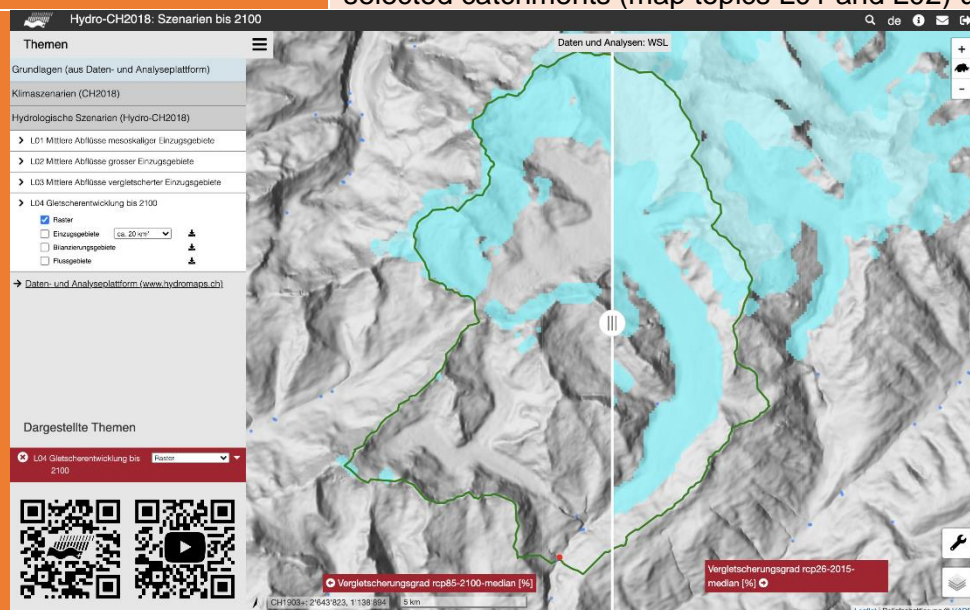 selected catchments (map topics L01 and L02)
Hydro-CH2018: Szenarien bis 2100
de
Themen
Grundlagen (aus Daten- und Analyseplattform)
Klimaszenarien (CH2018)
Hydrologische Szenarien (Hydro-CH2018)
L01 Mittlere Abflüsse mesoskaliger Einzugsgebiete
L02 Mittlere Abflüsse grosser Einzugsgebiete
L03 Mittlere Abflüsse vergletscherter Einzugsgebiete
L04 Gletscherentwicklung bis 2100
Raster
Einzugsgebiete ca. 20 km²
Bilanzierungsgebiete
Flussgebiete
Daten- und Analyseplattform (www.hydromaps.ch)
Dargestellte Themen
L04 Gletscherentwicklung bis Raster
2100
Daten und Analysen: WSL
+
-
Vergletscherungsgrad rcp85-2100-median [%]
Vergletscherungsgrad rcp26-2015-
median [%]
CH1903+: 2'643'823, 1'138'894 5 km